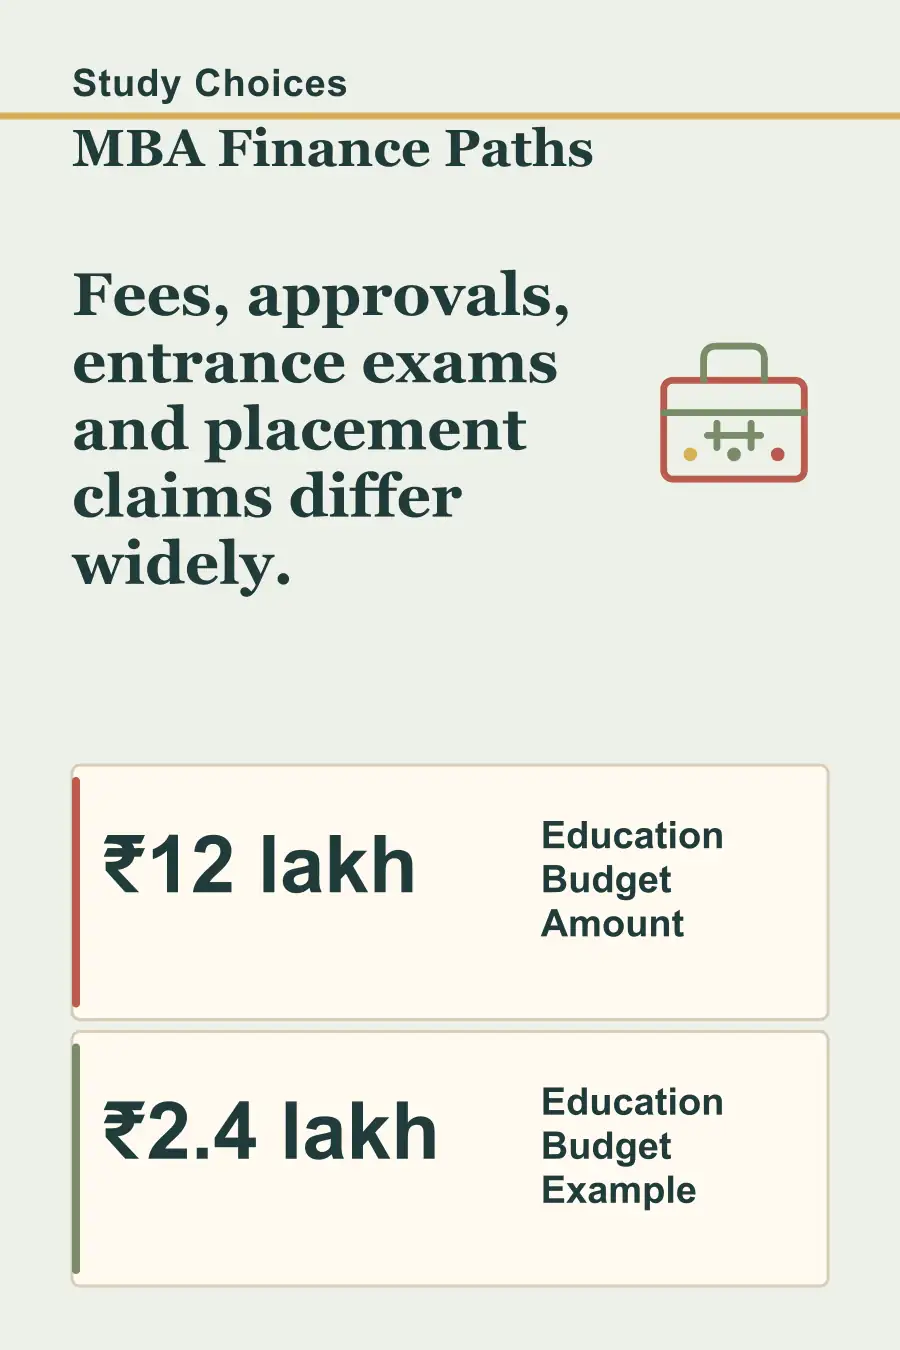 Study Choices
MBA Finance Paths
Fees, approvals,
entrance exams
and placement
claims differ
widely.
₹12 lakh
Education
Budget
Amount
₹2.4 lakh
Education
Budget
Example